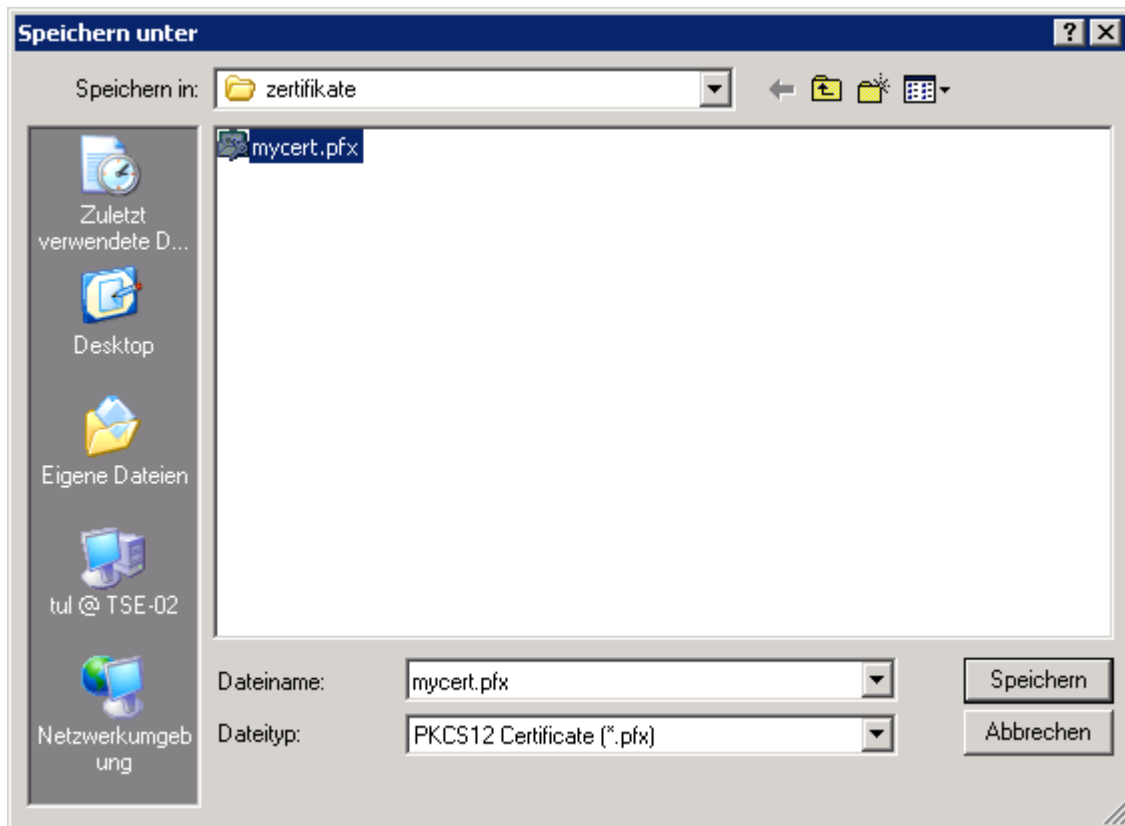 Speichern unter
Speichern in:
zertifikate
mycert.pfx
Zuletzt
verwendete D...
Desktop
Eigene Dateien
tul @ TSE-02
Netzwerkumgeb
ung
Dateiname:
mycert.pfx
Speichern
Dateityp:
PKCS12 Certificate (*.pfx)
Abbrechen